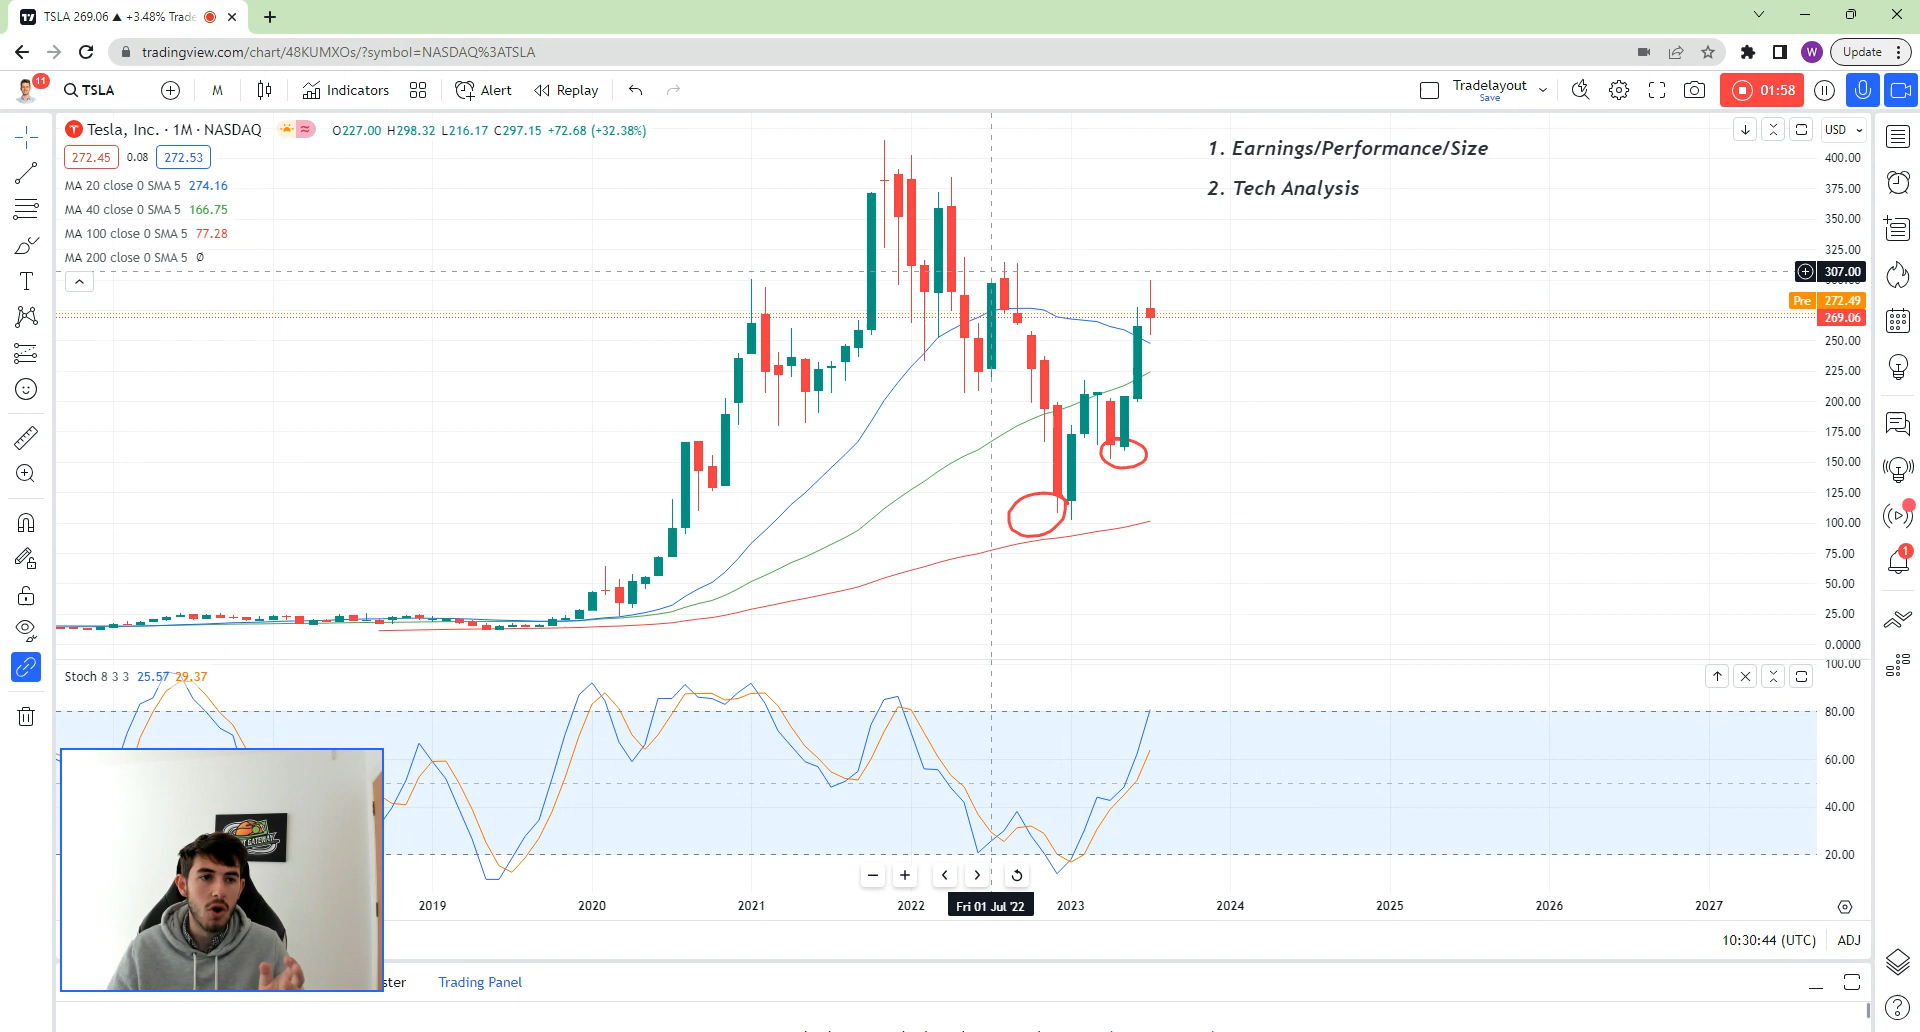 TSLA 269.06 ▲ +3.48% Trade
tradingview.com/chart/48KUMXOs/?symbol=NASDAQ%3ATSLA
W
Update
11
TSLA
M
Indicators
Alert
Replay
Tradelayout
Save
01:58
Tesla, Inc. · 1M · NASDAQ
O227.00 H298.32 L216.17 C297.15 +72.68 (+32.38%)
USD
272.45 0.08 272.53
MA 20 close 0 SMA 5 274.16
MA 40 close 0 SMA 5 166.75
MA 100 close 0 SMA 5 77.28
MA 200 close 0 SMA 5 Ø
1. Earnings/Performance/Size
2. Tech Analysis
400.00
375.00
350.00
325.00
307.00
Pre 272.49
269.06
250.00
225.00
200.00
175.00
150.00
125.00
100.00
75.00
50.00
25.00
0.0000
1
Stoch 8 3 3 25.57 29.37
100.00
80.00
60.00
40.00
20.00
2019
2020
2021
2022
Fri 01 Jul '22
2023
2024
2025
2026
2027
10:30:44 (UTC)
ADJ
ster
Trading Panel